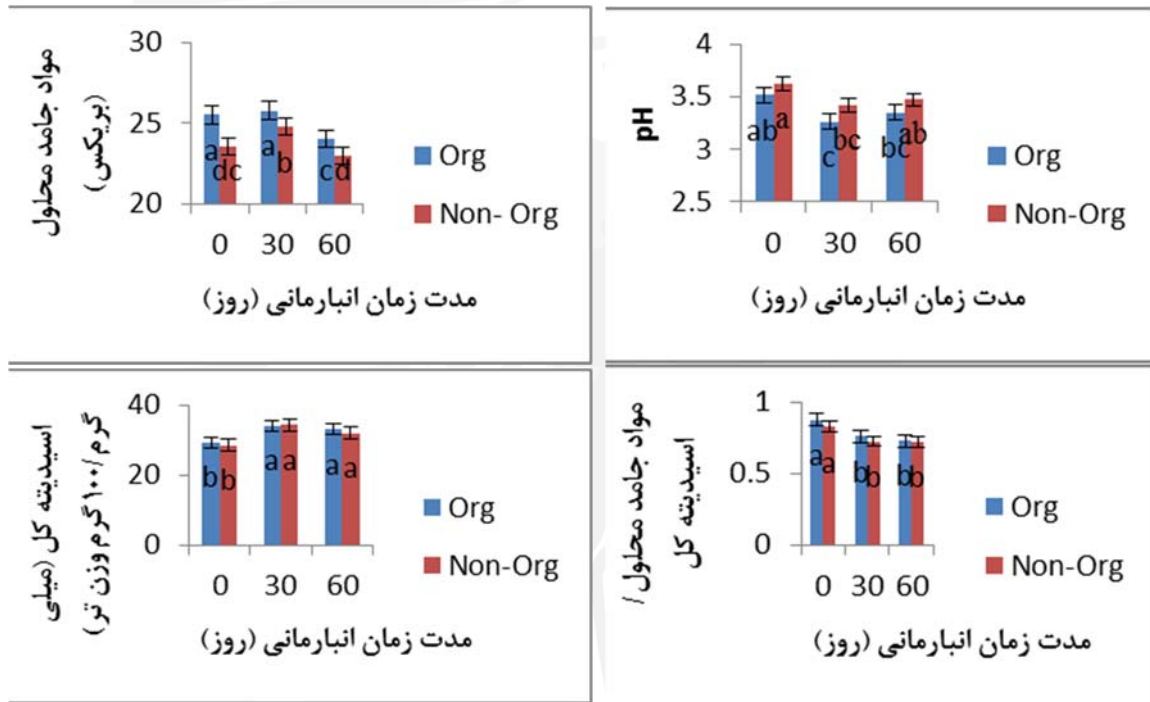 مواد جامد محلول
(بریکس)
30
25
20
a
dc
a
b
c
d
0 30 60
Org
Non- Org
مدت زمان انبارمانی (روز)
pH
4
3.5
3
2.5
ab
a
c
bc
bc
ab
0 30 60
Org
Non-Org
مدت زمان انبارمانی (روز)
اسیدیته کل (میلی
گرم/۱۰۰گرم وزن تر)
40
20
0
b
b
a
a
a
a
0 30 60
Org
Non-Org
مدت زمان انبارمانی (روز)
مواد جامد محلول /
اسیدیته کل
1
0.5
0
a
a
b
b
b
b
0 30 60
Org
Non-Org
مدت زمان انبارمانی (روز)